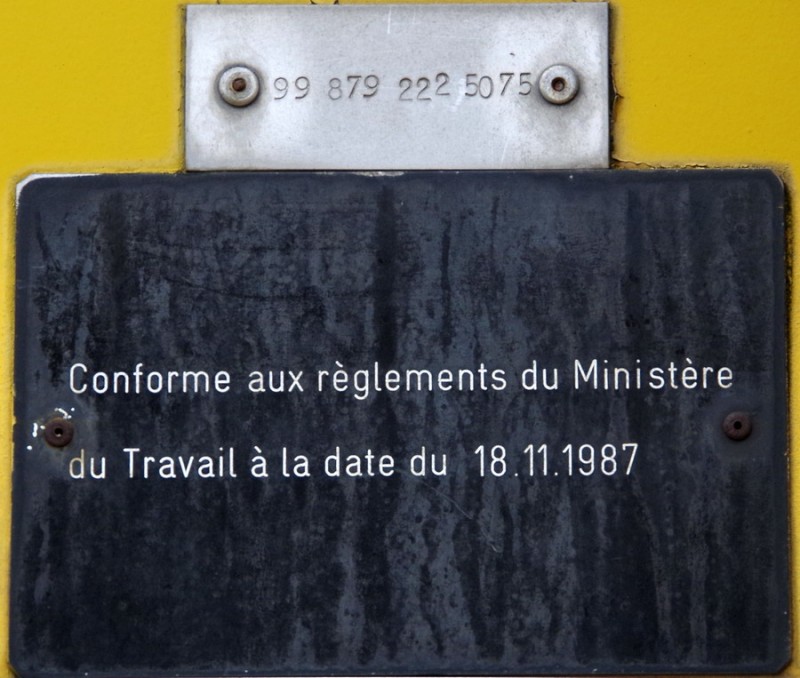 99 879 222 5075
Conforme aux règlements du Ministère
du Travail à la date du 18.11.1987